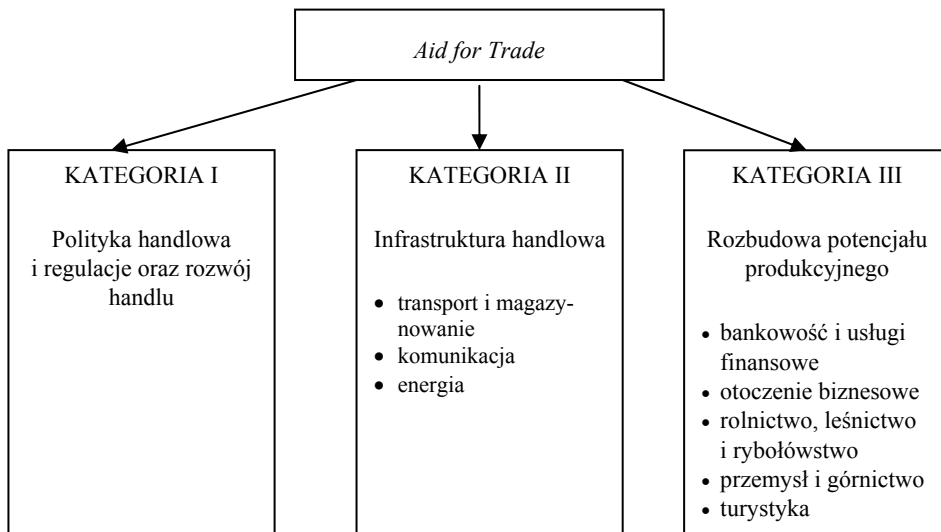 Aid for Trade
KATEGORIA I
Polityka handlowa
i regulacje oraz rozwój
handlu
KATEGORIA II
Infrastruktura handlowa
• transport i magazy-
nowanie
• komunikacja
• energia
KATEGORIA III
Rozbudowa potencjału
produkcyjnego
• bankowość i usługi
finansowe
• otoczenie biznesowe
• rolnictwo, leśnictwo
i rybołówstwo
• przemysł i górnictwo
• turystyka